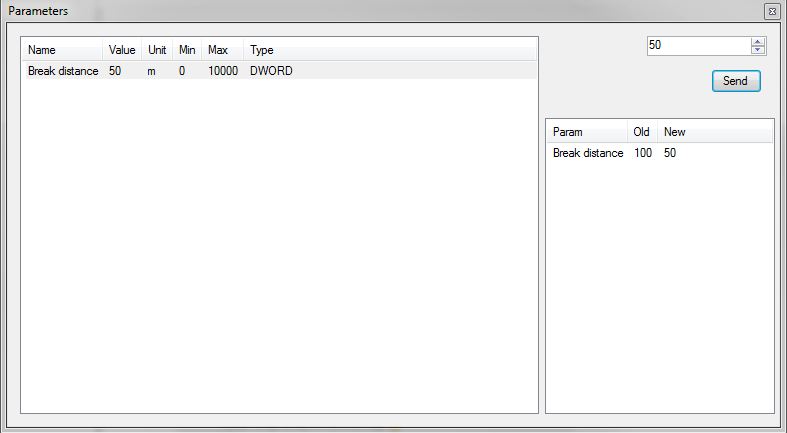 Parameters
Name Value Unit Min Max Type
Break distance 50 m 0 10000 DWORD
50
Send
Param Old New
Break distance 100 50